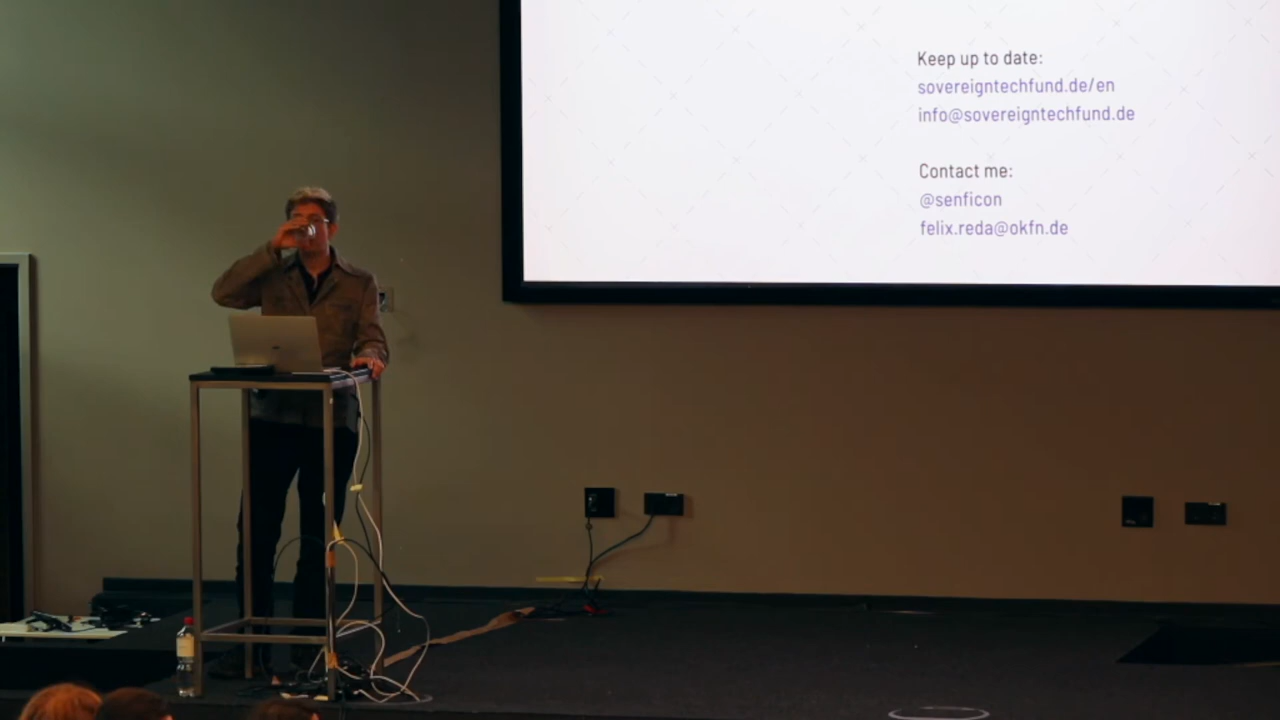 Keep up to date:
sovereigntechfund.de/en
info@sovereigntechfund.de
Contact me:
@senficon
felix.reda@okfn.de